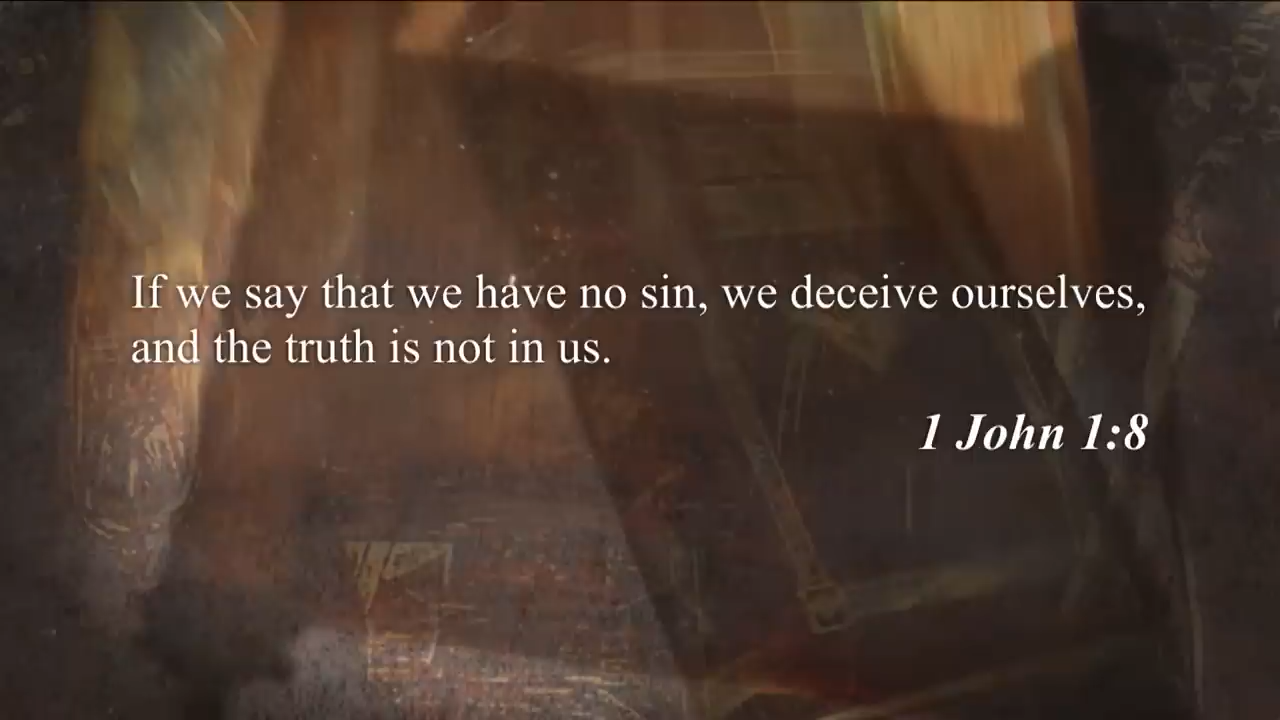 If we say that we have no sin, we deceive ourselves,
and the truth is not in us.
1 John 1:8